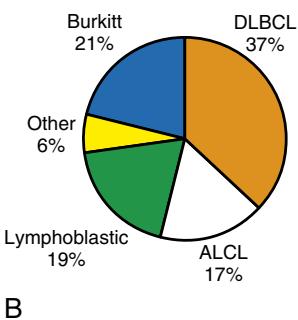 Burkitt
21%
DLBCL
37%
Other
6%
Lymphoblastic
19%
ALCL
17%
B